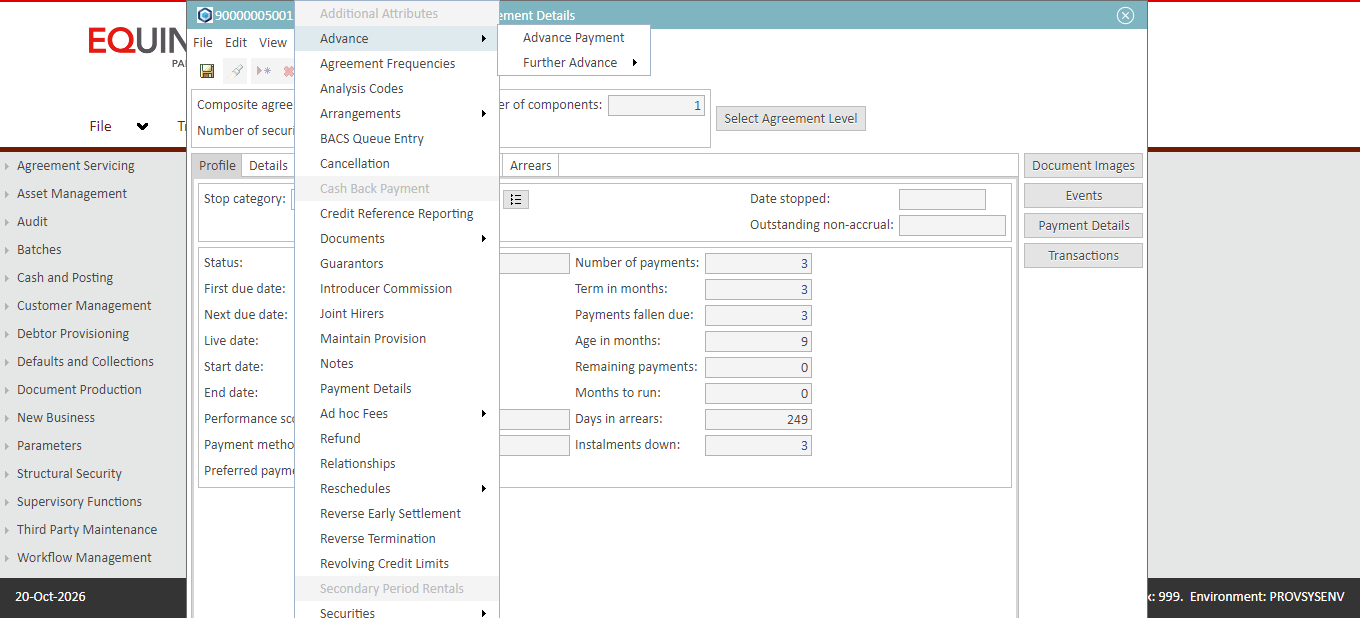 EQUIN
PA
File
Agreement Servicing
Asset Management
Audit
Batches
Cash and Posting
Customer Management
Debtor Provisioning
Defaults and Collections
Document Production
New Business
Parameters
Structural Security
Supervisory Functions
Third Party Maintenance
Workflow Management
20-Oct-2026
90000005001
ement Details
File Edit View
Composite agree
er of components: 1
Number of securi
Select Agreement Level
Profile Details Arrears
Stop category:
Date stopped:
Outstanding non-accrual:
Status:
First due date:
Next due date:
Live date:
Start date:
End date:
Performance sco
Payment metho
Preferred payme
Number of payments: 3
Term in months: 3
Payments fallen due: 3
Age in months: 9
Remaining payments: 0
Months to run: 0
Days in arrears: 249
Instalments down: 3
Document Images
Events
Payment Details
Transactions
Additional Attributes
Advance
Agreement Frequencies
Analysis Codes
Arrangements
BACS Queue Entry
Cancellation
Cash Back Payment
Credit Reference Reporting
Documents
Guarantors
Introducer Commission
Joint Hirers
Maintain Provision
Notes
Payment Details
Ad hoc Fees
Refund
Relationships
Reschedules
Reverse Early Settlement
Reverse Termination
Revolving Credit Limits
Secondary Period Rentals
Securities
Advance Payment
Further Advance
: 999. Environment: PROVSYSENV